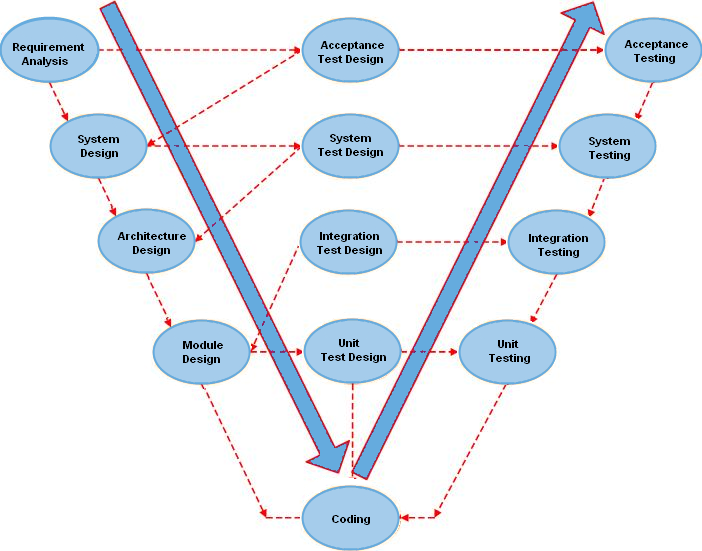 Requirement
Analysis
Acceptance
Test Design
Acceptance
Testing
System
Design
System
Test Design
System
Testing
Architecture
Design
Integration
Test Design
Integration
Testing
Module
Design
Unit
Test Design
Unit
Testing
Coding